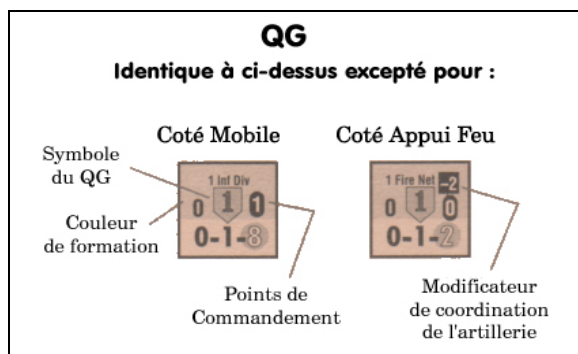 QG
Identique à ci-dessus excepté pour :
Coté Mobile
Coté Appui Feu
Symbole
du QG
Couleur
de formation
1 Inf Div
0 1 1
0-1-8
1 Fire Net -2
0 1 0
0-1-2
Points de
Commandement
Modificateur
de coordination
de l'artillerie